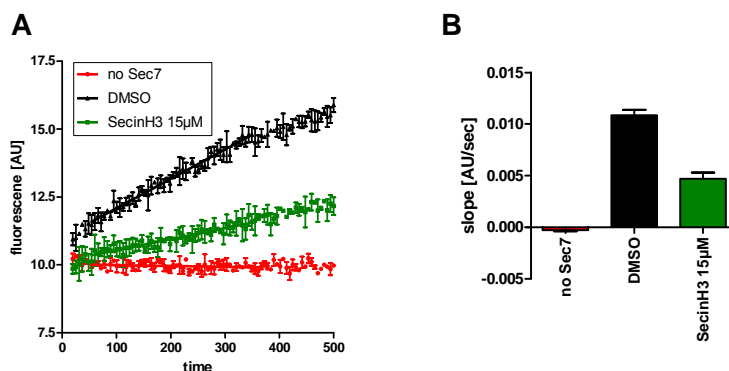 A
fluorescene [AU]
17.5
15.0
12.5
10.0
7.5
no Sec7
DMSO
SecinH3 15µM
0
100
200
300
400
500
time
B
slope [AU/sec]
0.015
0.010
0.005
0.000
-0.005
no Sec7
DMSO
SecinH3 15µM